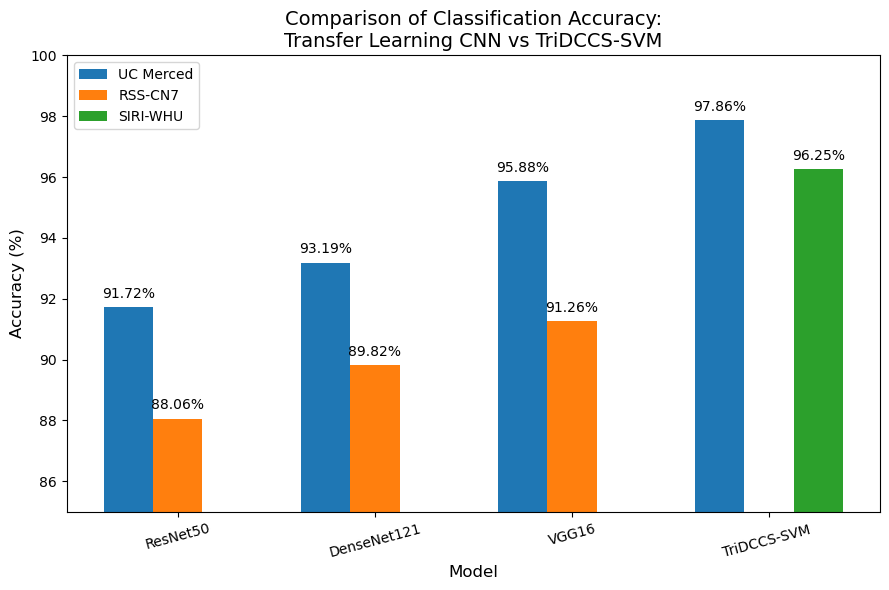 Comparison of Classification Accuracy:
Transfer Learning CNN vs TriDCCS-SVM
UC Merced
RSS-CN7
SIRI-WHU
Accuracy (%)
100
98
96
94
92
90
88
86
91.72%
88.06%
93.19%
89.82%
95.88%
91.26%
97.86%
96.25%
ResNet50
DenseNet121
VGG16
TriDCCS-SVM
Model